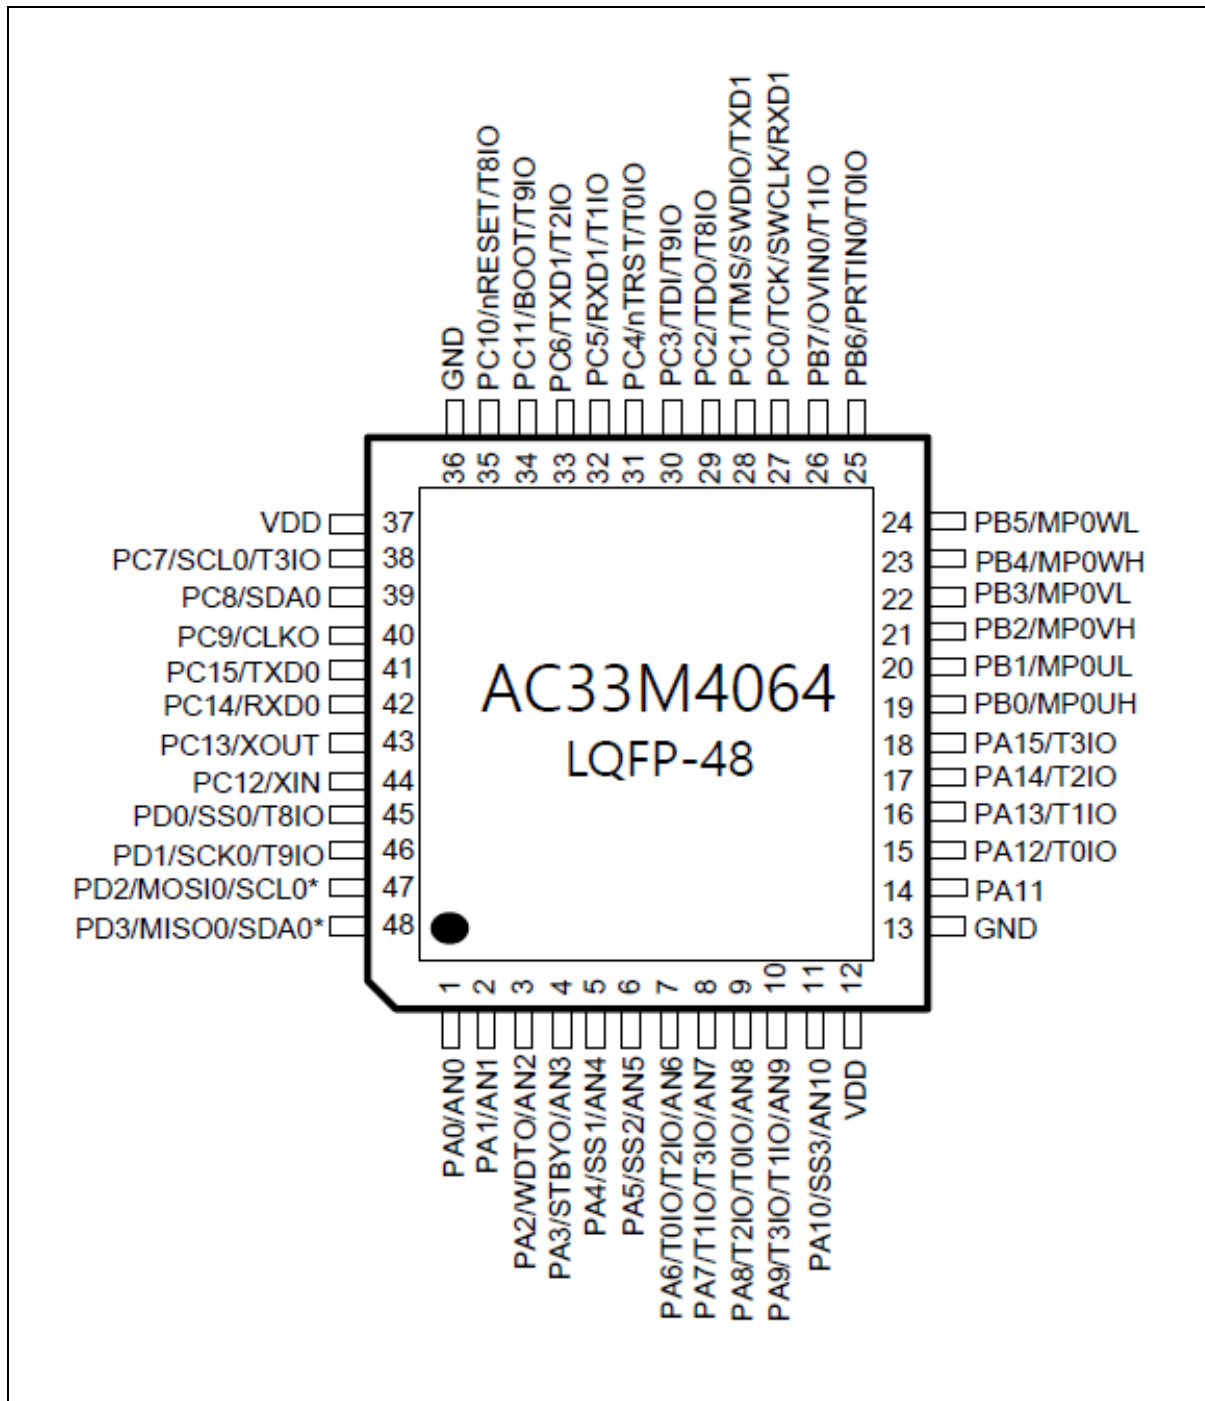 GND
PC10/nRESET/T8IO
PC11/BOOT/T9IO
PC6/TXD1/T2IO
PC5/RXD1/T1IO
PC4/nTRST/T0IO
PC3/TDI/T9IO
PC2/TDO/T8IO
PC1/TMS/SWDIO/TXD1
PC0/TCK/SWCLK/RXD1
PB7/OVIN0/T1IO
PB6/PRTIN0/T0IO
36 35 34 33 32 31 30 29 28 27 26 25
VDD 37
PC7/SCL0/T3IO 38
PC8/SDA0 39
PC9/CLKO 40
PC15/TXD0 41
PC14/RXD0 42
PC13/XOUT 43
PC12/XIN 44
PD0/SS0/T8IO 45
PD1/SCK0/T9IO 46
PD2/MOSI0/SCL0* 47
PD3/MISO0/SDA0* 48
AC33M4064
LQFP-48
24 PB5/MP0WL
23 PB4/MP0WH
22 PB3/MP0VL
21 PB2/MP0VH
20 PB1/MP0UL
19 PB0/MP0UH
18 PA15/T3IO
17 PA14/T2IO
16 PA13/T1IO
15 PA12/T0IO
14 PA11
13 GND
1 2 3 4 5 6 7 8 9 10 11 12
PA0/AN0
PA1/AN1
PA2/WDTO/AN2
PA3/STBYO/AN3
PA4/SS1/AN4
PA5/SS2/AN5
PA6/T0IO/T2IO/AN6
PA7/T1IO/T3IO/AN7
PA8/T2IO/T0IO/AN8
PA9/T3IO/T1IO/AN9
PA10/SS3/AN10
VDD